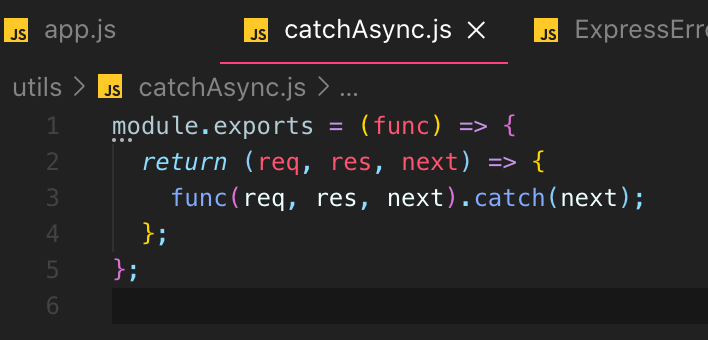 JS app.js JS catchAsync.js × JS ExpressErro
utils > JS catchAsync.js > ...
1 module.exports = (func) => {
2 return (req, res, next) => {
3 func(req, res, next).catch(next);
4 };
5 };
6